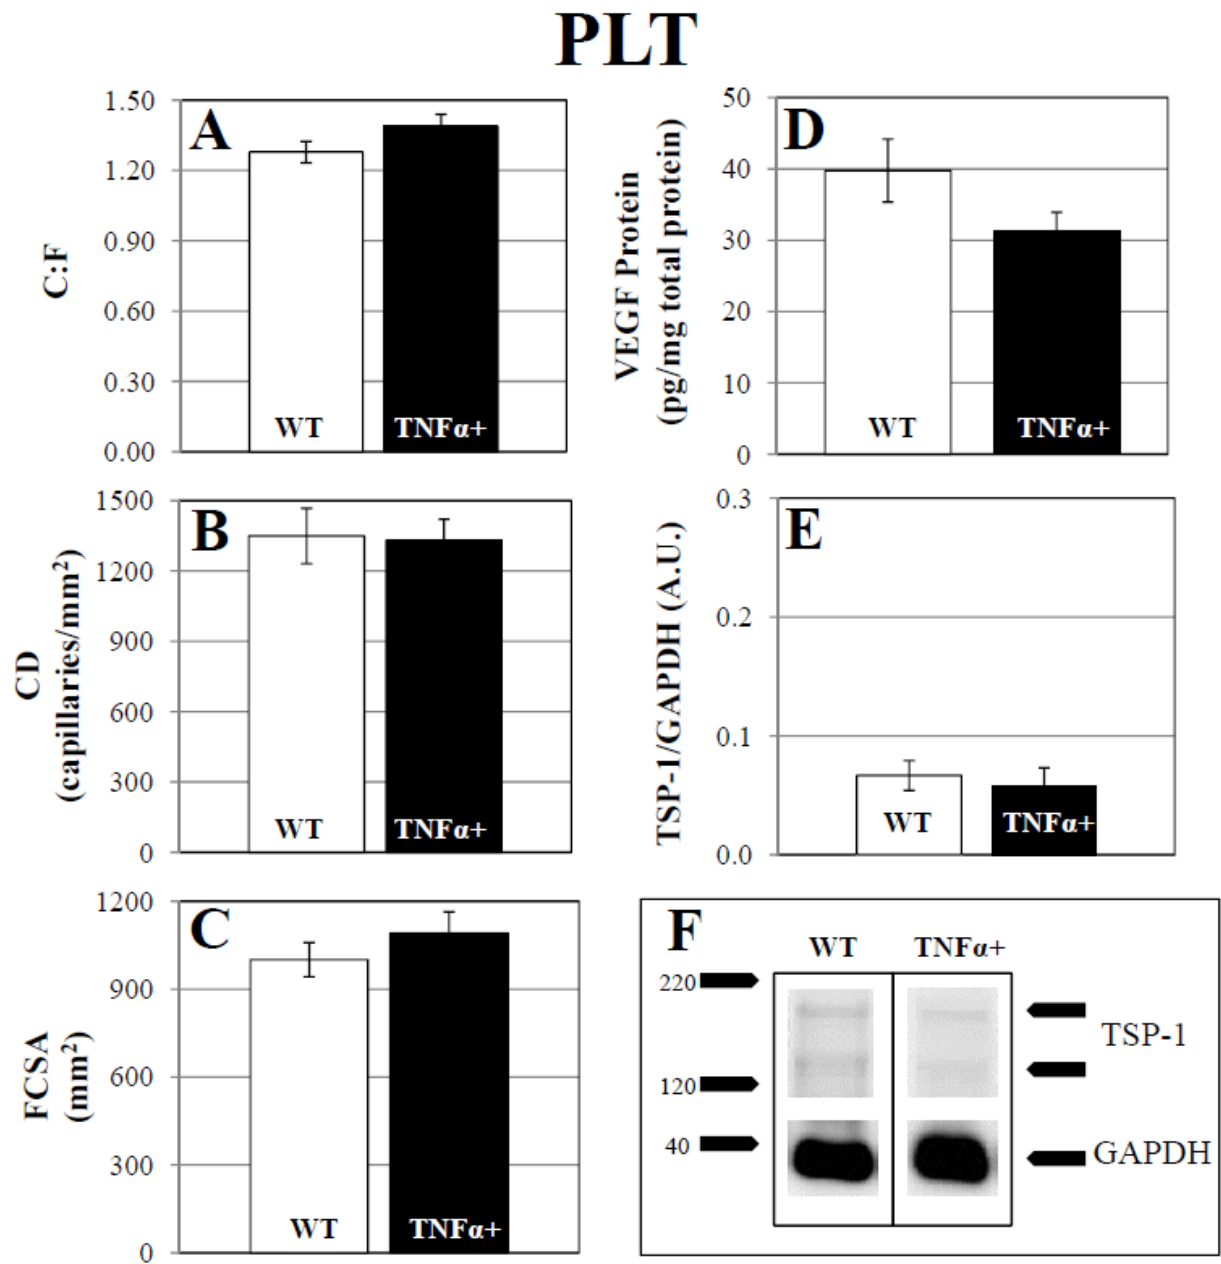 PLT
A
1.50
1.20
0.90
0.60
0.30
0.00
C:F
WT
TNFα+
B
1500
1200
900
600
300
0
CD
(capillaries/mm²)
WT
TNFα+
C
1200
900
600
300
0
FCSA
(mm²)
WT
TNFα+
D
50
40
30
20
10
0
VEGF Protein
(pg/mg total protein)
WT
TNFα+
E
0.3
0.2
0.1
0.0
TSP-1/GAPDH (A.U.)
WT
TNFα+
F
WT TNFα+
220
120
40
TSP-1
GAPDH